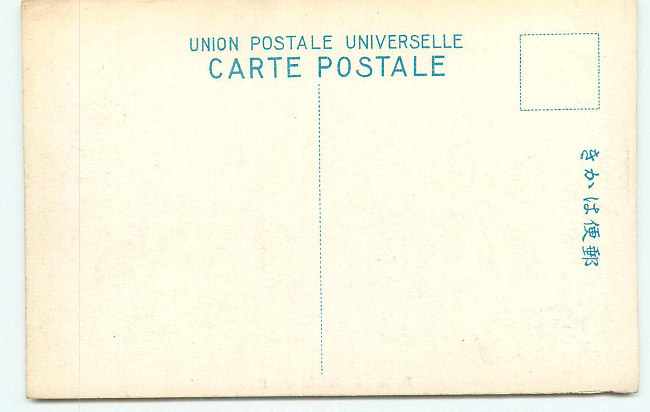 UNION POSTALE UNIVERSELLE
CARTE POSTALE
郵便はかき